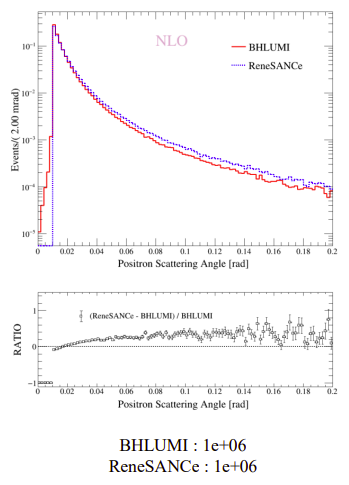 NLO
BHLUMI
ReneSANCe
Events/( 2.00 mrad)
10⁻¹
10⁻²
10⁻³
10⁻⁴
10⁻⁵
0 0.02 0.04 0.06 0.08 0.1 0.12 0.14 0.16 0.18 0.2
Positron Scattering Angle [rad]
(ReneSANCe - BHLUMI) / BHLUMI
RATIO
1
0
−1
0 0.02 0.04 0.06 0.08 0.1 0.12 0.14 0.16 0.18 0.2
Positron Scattering Angle [rad]
BHLUMI : 1e+06
ReneSANCe : 1e+06